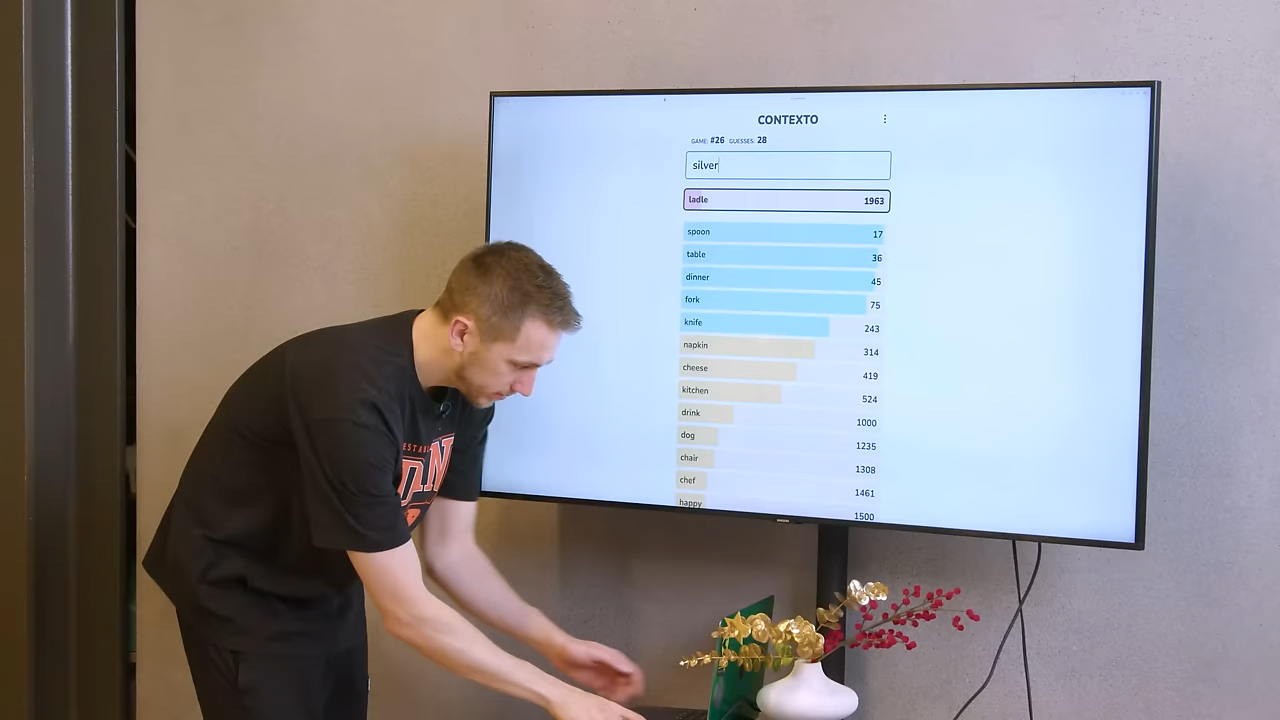 CONTEXTO
GAME: #26 GUESSES: 28
silver
ladle 1963
spoon 17
table 36
dinner 45
fork 75
knife 243
napkin 314
cheese 419
kitchen 524
drink 1000
dog 1235
chair 1308
chef 1461
happy 1500
SAMSUNG